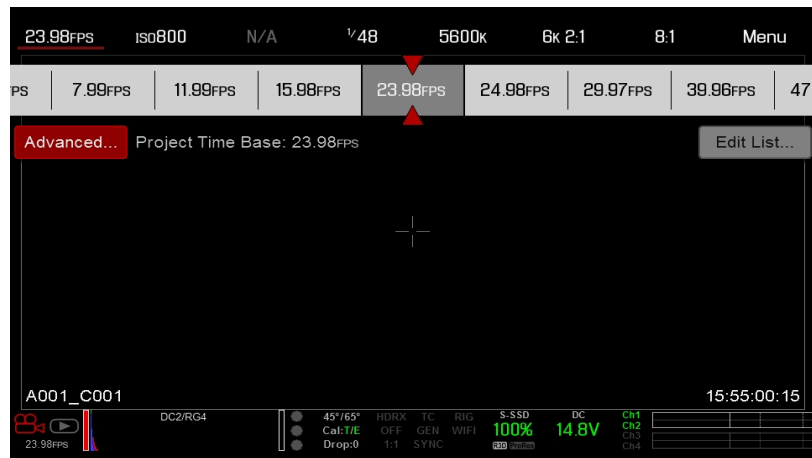 23.98FPS ISO800 N/A 1/48 5600K 6K 2:1 8:1 Menu
PS 7.99FPS 11.99FPS 15.98FPS 23.98FPS 24.98FPS 29.97FPS 39.96FPS 47
Advanced... Project Time Base: 23.98FPS Edit List...
A001_C001 15:55:00:15
DC2/RG4 45°/65° HDRX TC RIG S-SSD DC Ch1
Cal:T/E OFF GEN WIFI 100% 14.8V Ch2
Ch3
23.98FPS Drop:0 1:1 SYNC R3D ProRes Ch4